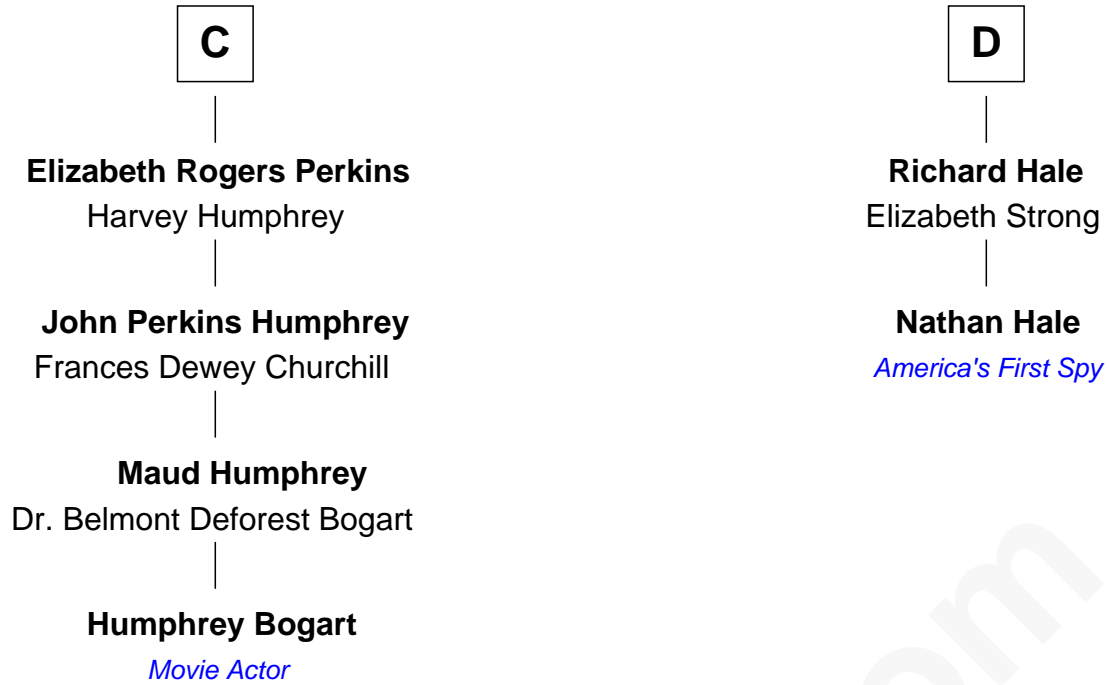 C
Elizabeth Rogers Perkins
Harvey Humphrey
John Perkins Humphrey
Frances Dewey Churchill
Maud Humphrey
Dr. Belmont Deforest Bogart
Humphrey Bogart
Movie Actor
D
Richard Hale
Elizabeth Strong
Nathan Hale
America's First Spy
om